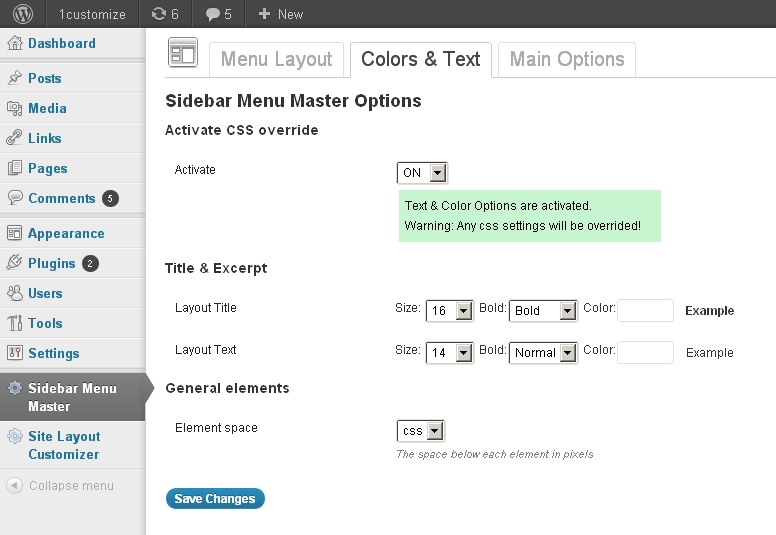 1customize 6 5 + New
Dashboard
Posts
Media
Links
Pages
Comments 5
Appearance
Plugins 2
Users
Tools
Settings
Sidebar Menu
Master
Site Layout
Customizer
Collapse menu
Menu Layout Colors & Text Main Options
Sidebar Menu Master Options
Activate CSS override
Activate ON
Text & Color Options are activated.
Warning: Any css settings will be overrided!
Title & Excerpt
Layout Title Size: 16 Bold: Bold Color: Example
Layout Text Size: 14 Bold: Normal Color: Example
General elements
Element space css
The space below each element in pixels
Save Changes